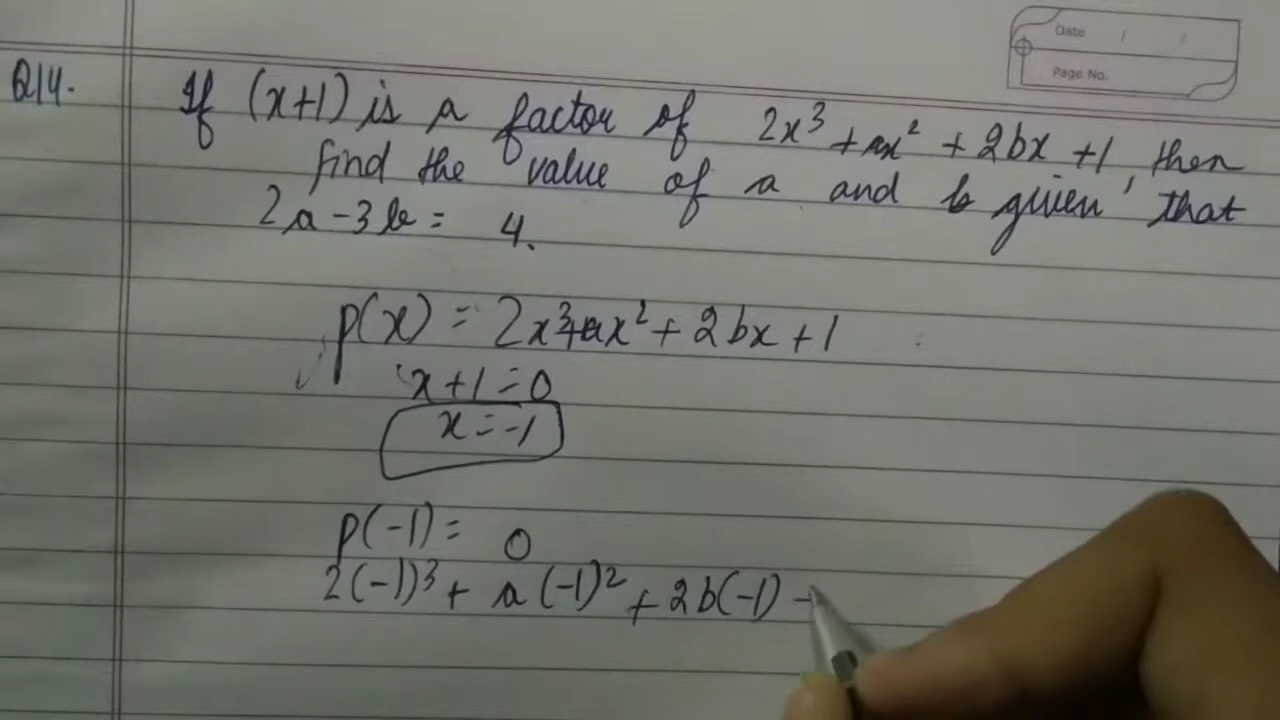 Date / /
Page No.
Q14. If (x+1) is a factor of 2x³ + ax² + 2bx + 1, then
find the value of a and b given that
2a - 3b = 4.
p(x) = 2x³+ax² + 2bx + 1
x + 1 = 0
x = -1
p(-1) = 0
2(-1)³ + a(-1)² + 2b(-1) -